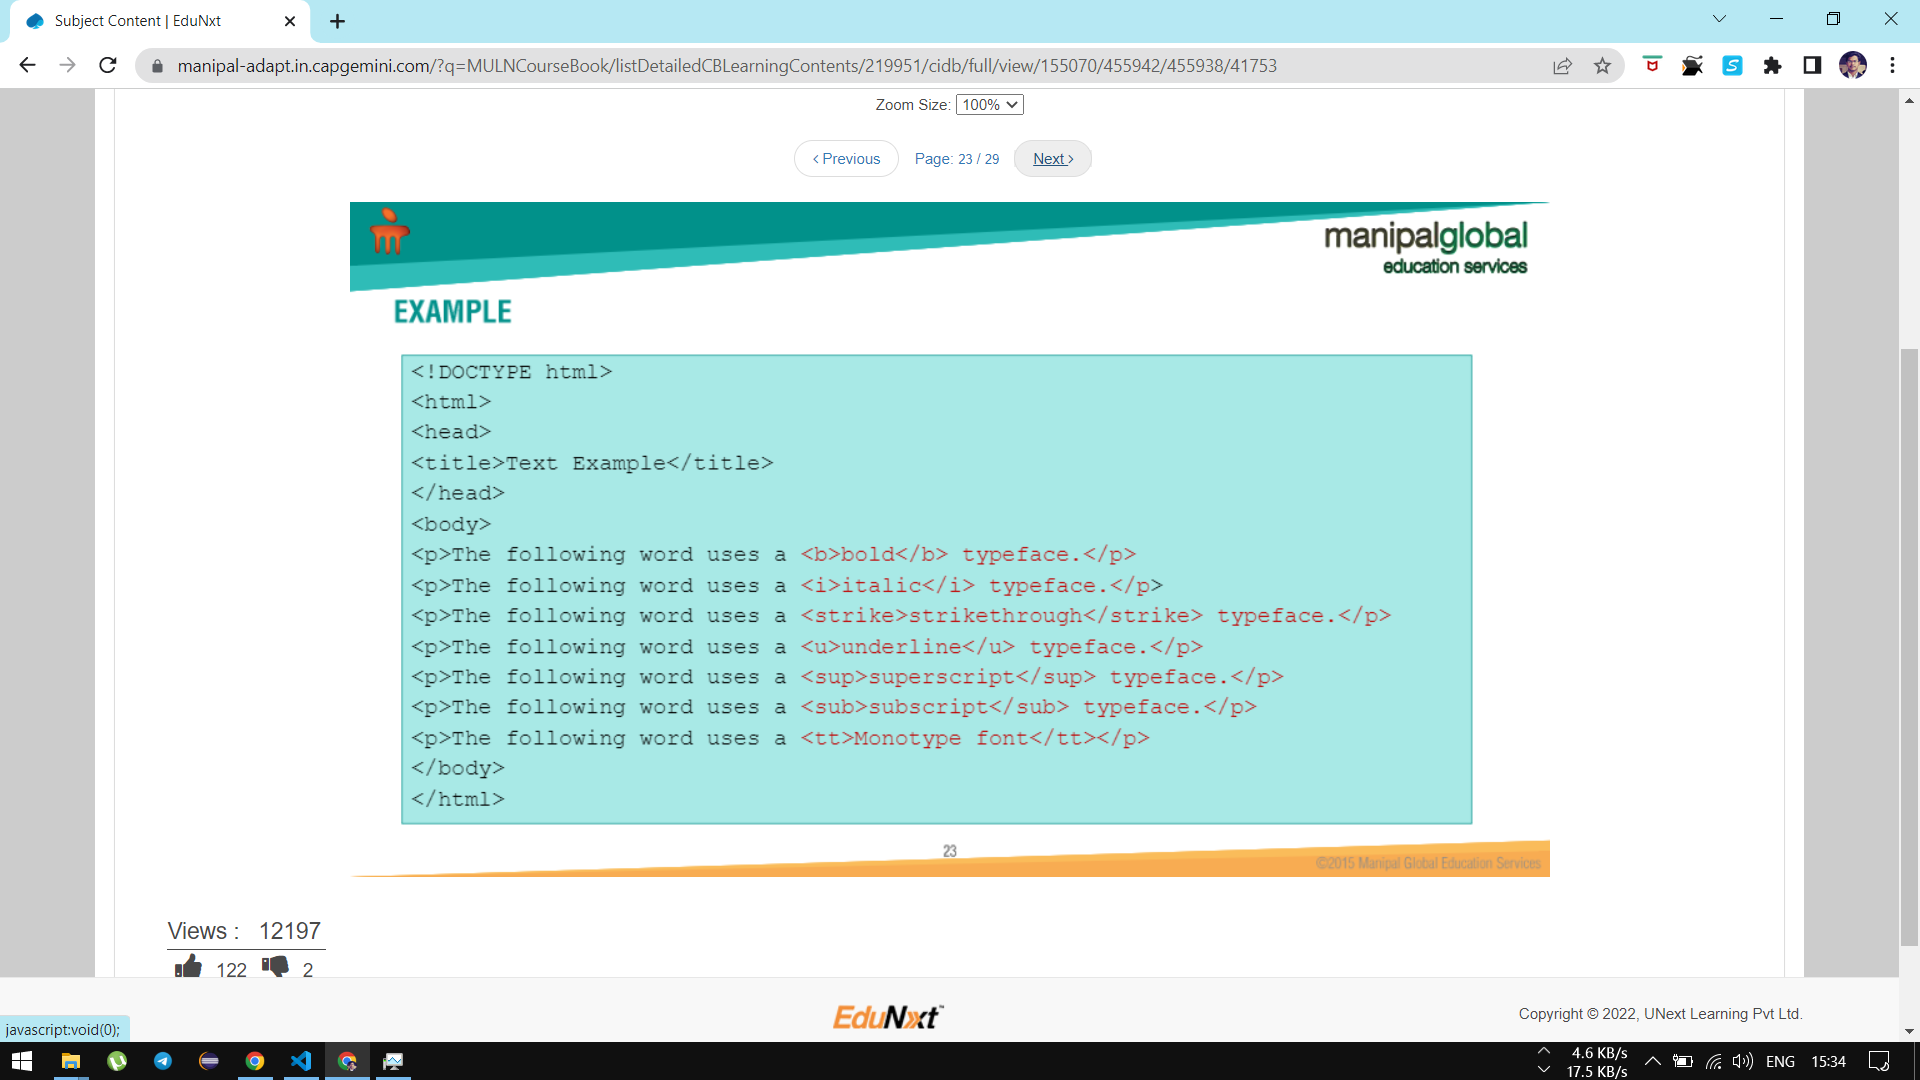 Subject Content | EduNxt
manipal-adapt.in.capgemini.com/?q=MULNCourseBook/listDetailedCBLearningContents/219951/cidb/full/view/155070/455942/455938/41753
Zoom Size: 100%
‹ Previous Page: 23 / 29 Next ›
manipalglobal
education services
EXAMPLE
<!DOCTYPE html>
<html>
<head>
<title>Text Example</title>
</head>
<body>
<p>The following word uses a <b>bold</b> typeface.</p>
<p>The following word uses a <i>italic</i> typeface.</p>
<p>The following word uses a <strike>strikethrough</strike> typeface.</p>
<p>The following word uses a <u>underline</u> typeface.</p>
<p>The following word uses a <sup>superscript</sup> typeface.</p>
<p>The following word uses a <sub>subscript</sub> typeface.</p>
<p>The following word uses a <tt>Monotype font</tt></p>
</body>
</html>
23
©2015 Manipal Global Education Services
Views : 12197
122 2
EduNxt™
Copyright © 2022, UNext Learning Pvt Ltd.
javascript:void(0);
4.6 KB/s
17.5 KB/s
ENG 15:34